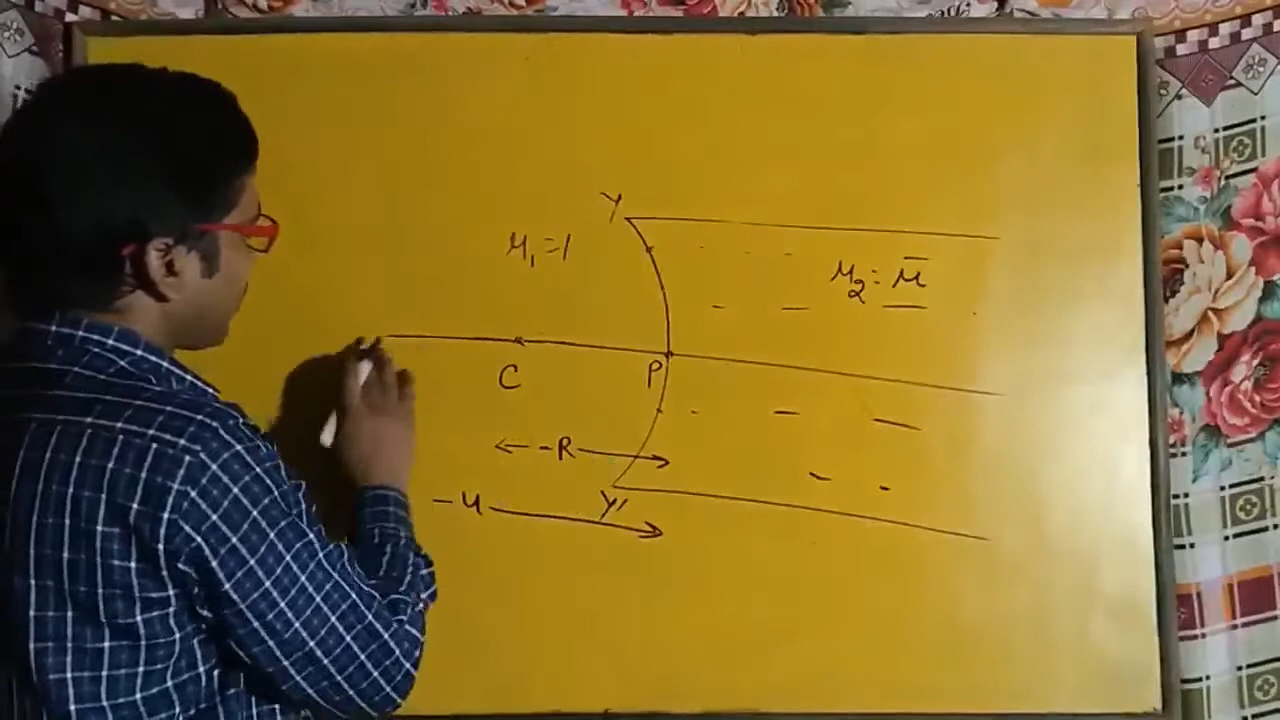 Y
μ₁ = 1
μ₂ = μ
C P
-R
-u Y'